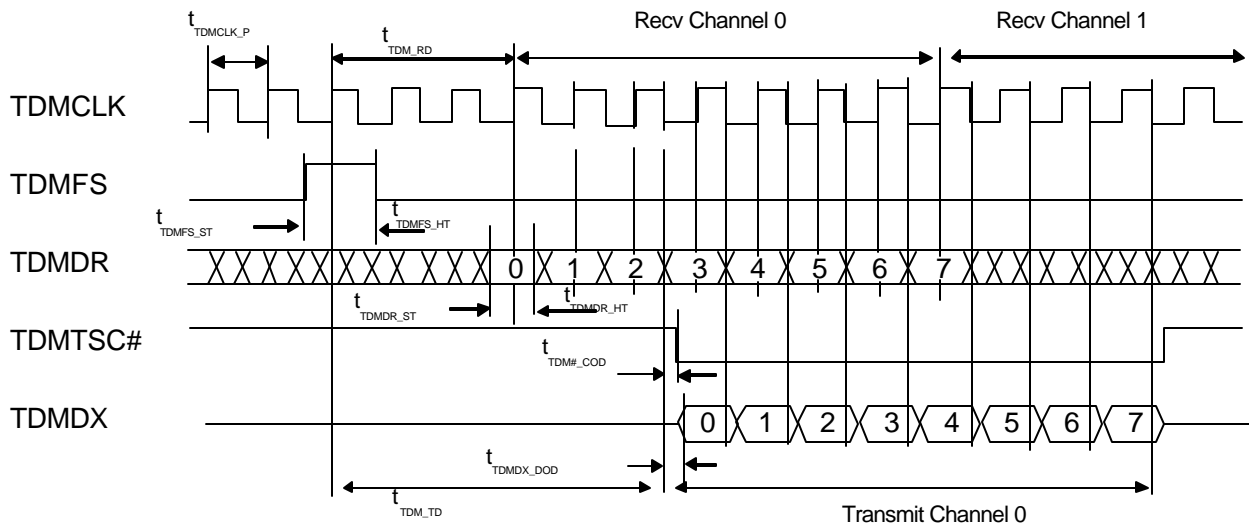 t TDMCLK_P
t TDM_RD
Recv Channel 0
Recv Channel 1
TDMCLK
TDMFS
t TDMFS_ST
t TDMFS_HT
TDMDR
0 1 2 3 4 5 6 7
t TDMDR_ST
t TDMDR_HT
TDMTSC#
t TDM#_COD
TDMDX
0 1 2 3 4 5 6 7
t TDMDX_DOD
t TDM_TD
Transmit Channel 0